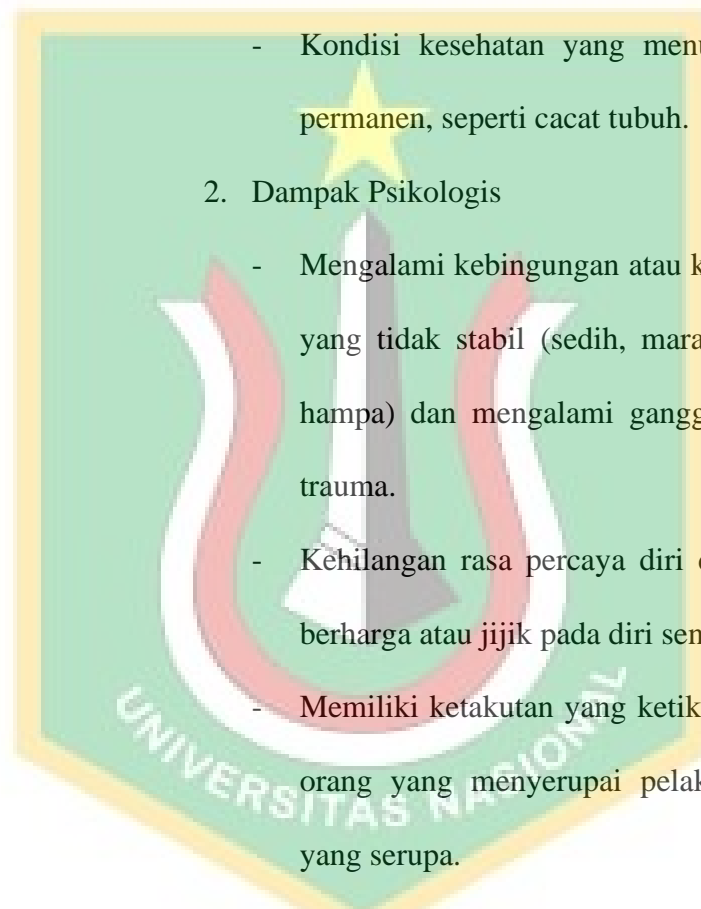 - Kondisi kesehatan yang menu
permanen, seperti cacat tubuh.
2. Dampak Psikologis
- Mengalami kebingungan atau k
yang tidak stabil (sedih, mara
hampa) dan mengalami gangg
trauma.
- Kehilangan rasa percaya diri
berharga atau jijik pada diri sen
- Memiliki ketakutan yang ketik
orang yang menyerupai pelak
yang serupa.
UNIVERSITAS NASIONAL